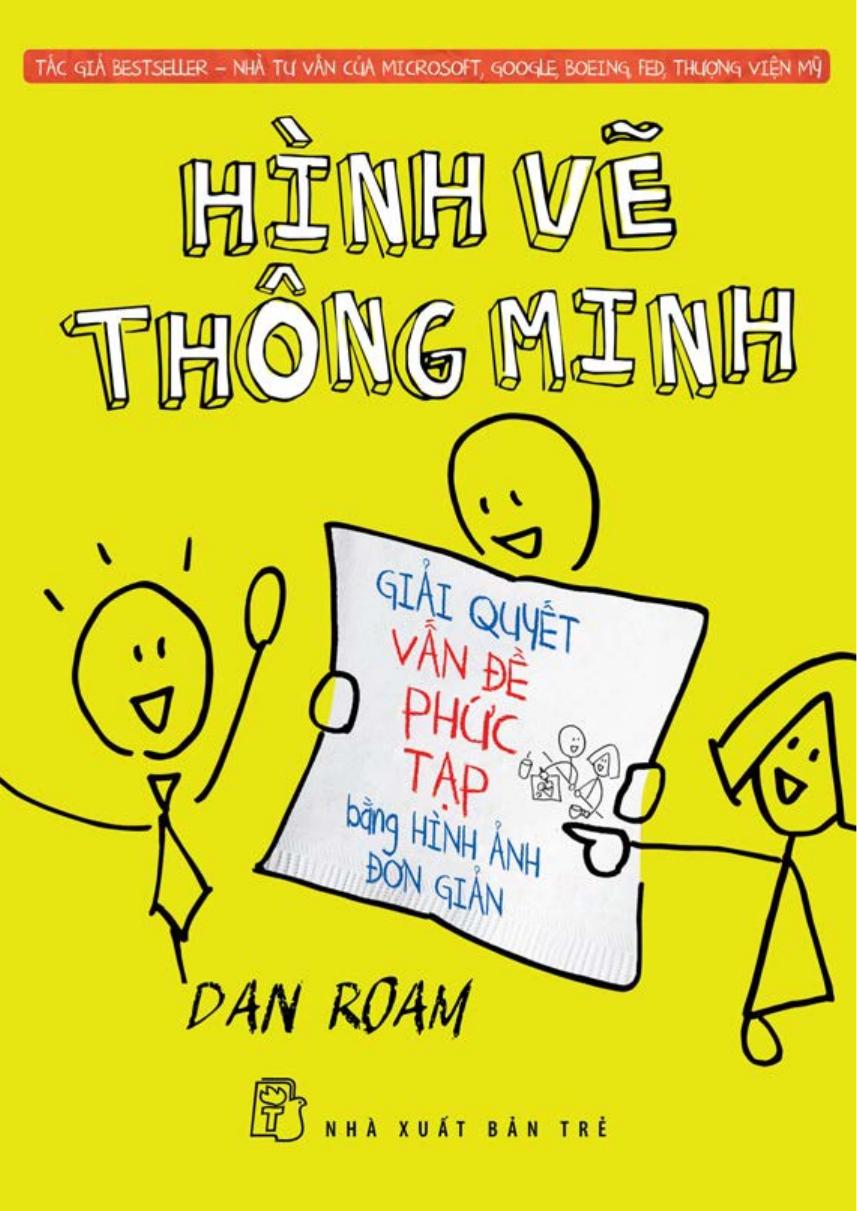 TÁC GIẢ BESTSELLER – NHÀ TƯ VẤN CỦA MICROSOFT, GOOGLE, BOEING, FED, THƯỢNG VIỆN MỸ
HÌNH VẼ
THÔNG MINH
GIẢI QUYẾT
VẤN ĐỀ
PHỨC
TẠP
bằng HÌNH ẢNH
ĐƠN GIẢN
DAN ROAM
T
NHÀ XUẤT BẢN TRẺ